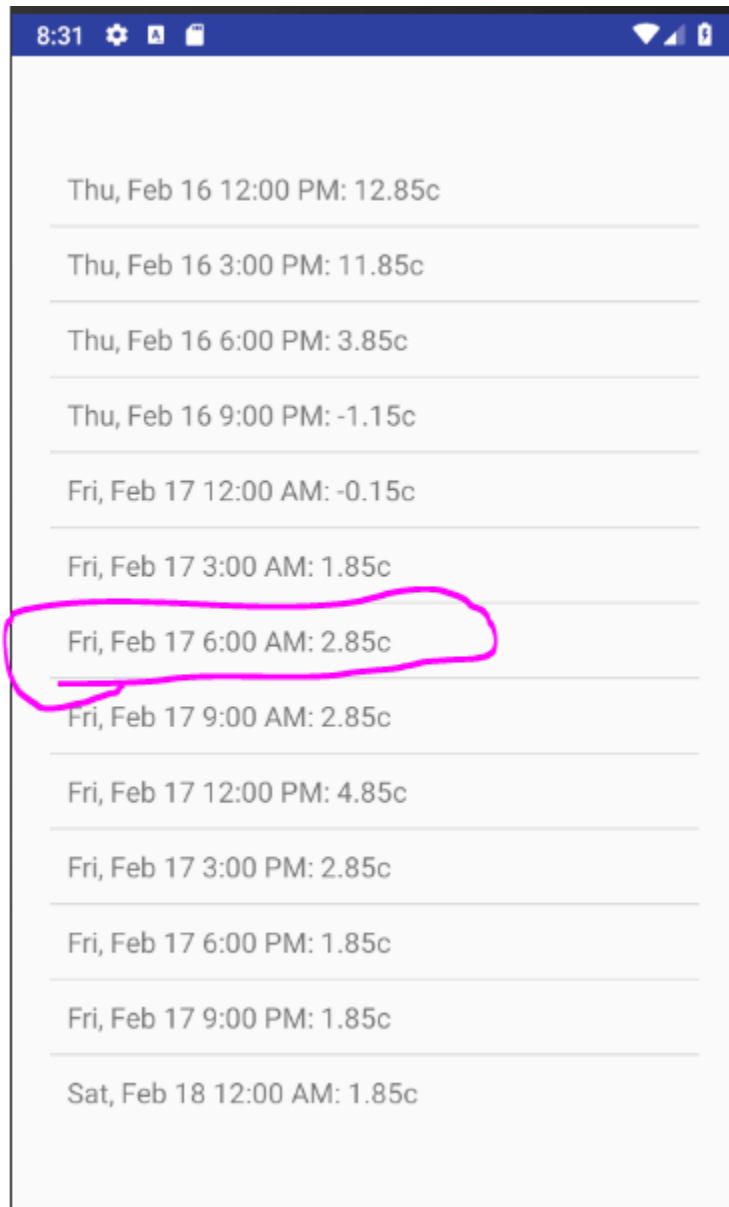 8:31
Thu, Feb 16 12:00 PM: 12.85c
Thu, Feb 16 3:00 PM: 11.85c
Thu, Feb 16 6:00 PM: 3.85c
Thu, Feb 16 9:00 PM: -1.15c
Fri, Feb 17 12:00 AM: -0.15c
Fri, Feb 17 3:00 AM: 1.85c
Fri, Feb 17 6:00 AM: 2.85c
Fri, Feb 17 9:00 AM: 2.85c
Fri, Feb 17 12:00 PM: 4.85c
Fri, Feb 17 3:00 PM: 2.85c
Fri, Feb 17 6:00 PM: 1.85c
Fri, Feb 17 9:00 PM: 1.85c
Sat, Feb 18 12:00 AM: 1.85c